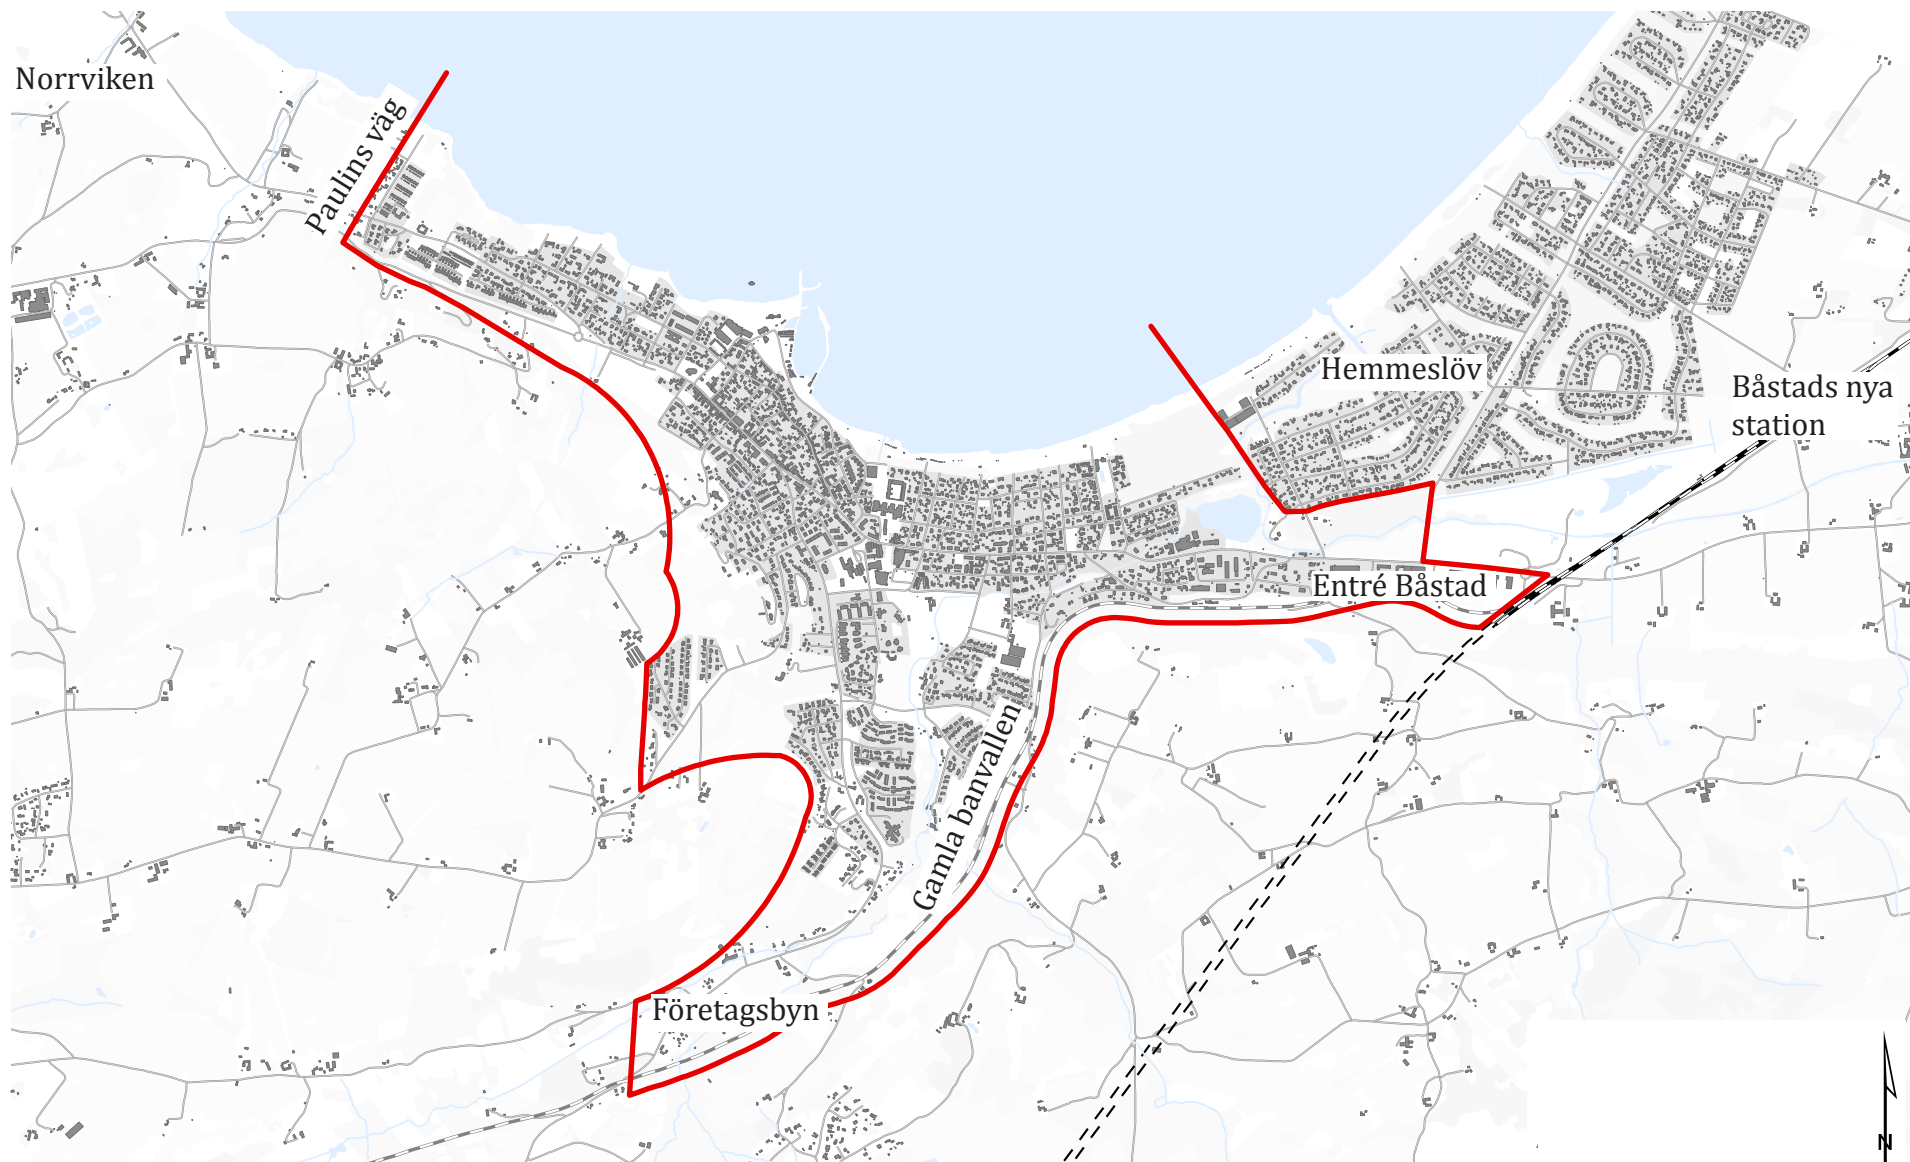 Norrviken
Paulins väg
Hemmeslöv
Båstads nya
station
Entré Båstad
Gamla banvallen
Företagsbyn
N